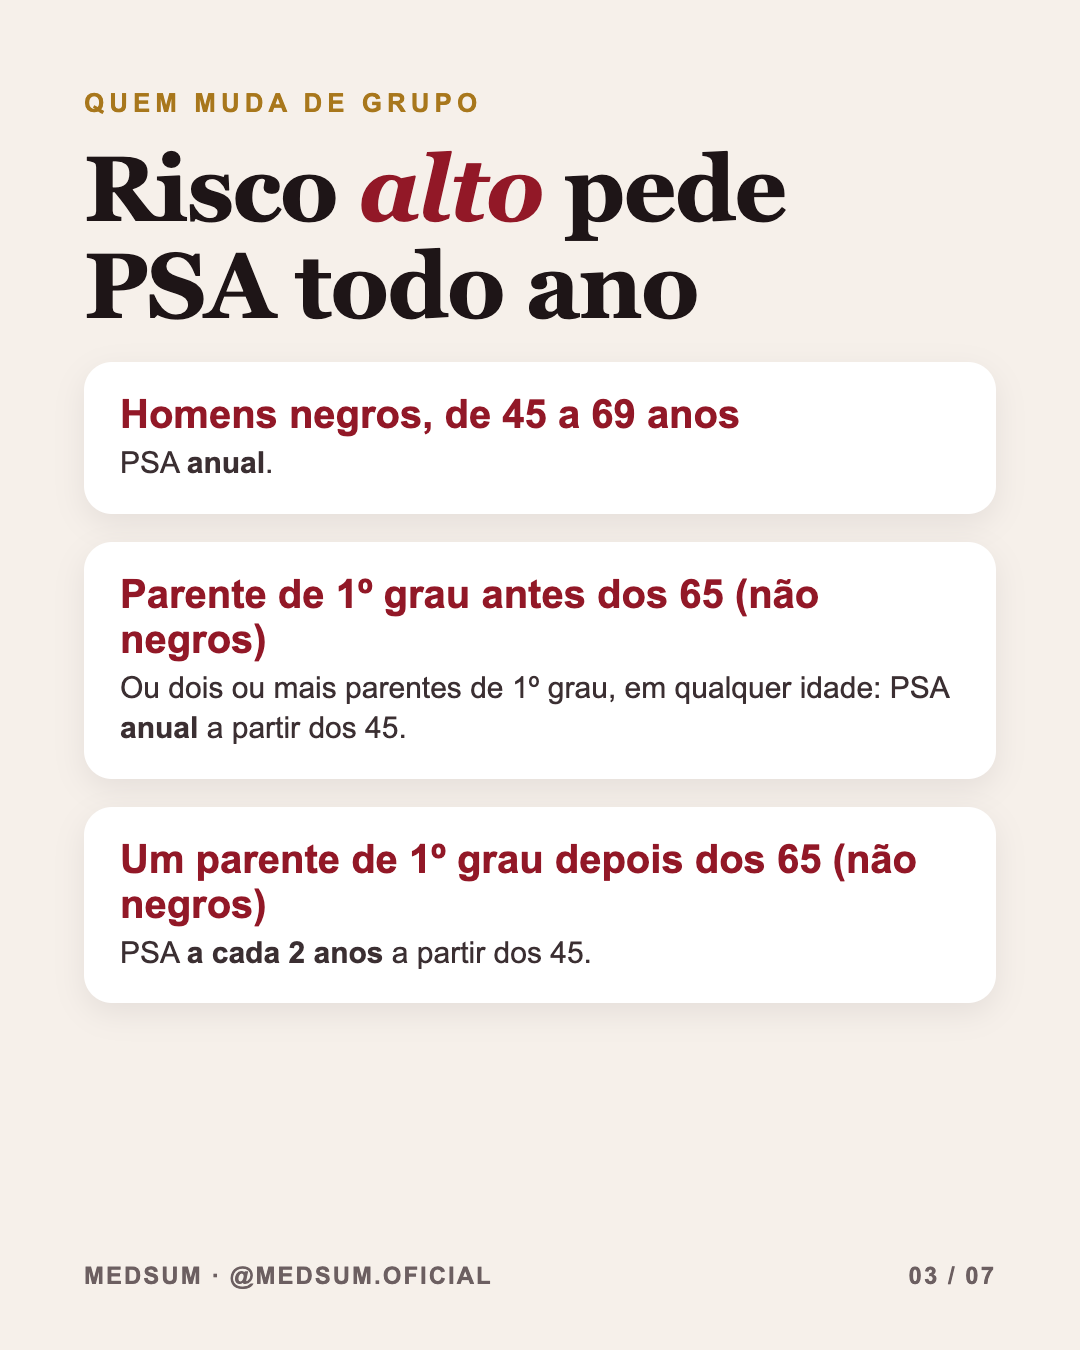 QUEM MUDA DE GRUPO
Risco alto pede
PSA todo ano
Homens negros, de 45 a 69 anos
PSA anual.
Parente de 1º grau antes dos 65 (não
negros)
Ou dois ou mais parentes de 1º grau, em qualquer idade: PSA
anual a partir dos 45.
Um parente de 1º grau depois dos 65 (não
negros)
PSA a cada 2 anos a partir dos 45.
MEDSUM · @MEDSUM.OFICIAL
03 / 07